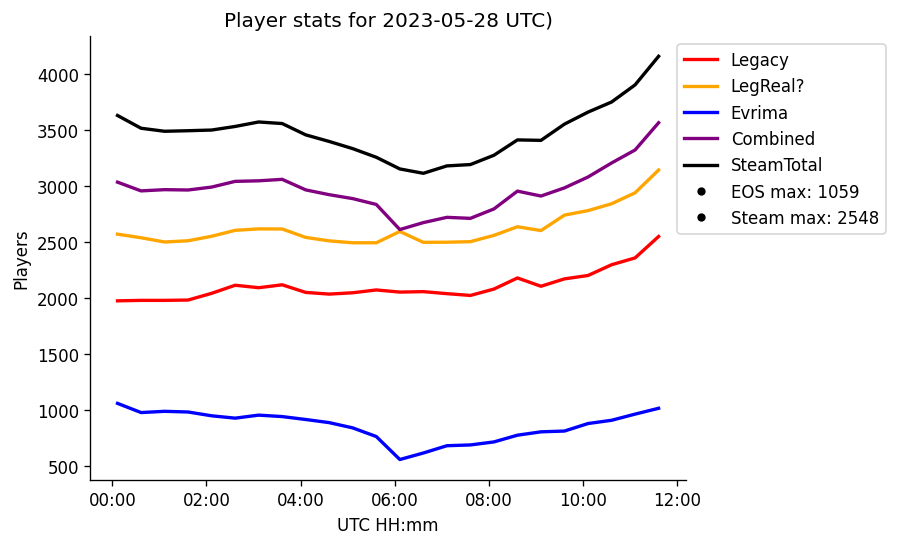 Player stats for 2023-05-28 UTC)
Legacy
LegReal?
Evrima
Combined
SteamTotal
EOS max: 1059
Steam max: 2548
Players
4000
3500
3000
2500
2000
1500
1000
500
00:00 02:00 04:00 06:00 08:00 10:00 12:00
UTC HH:mm